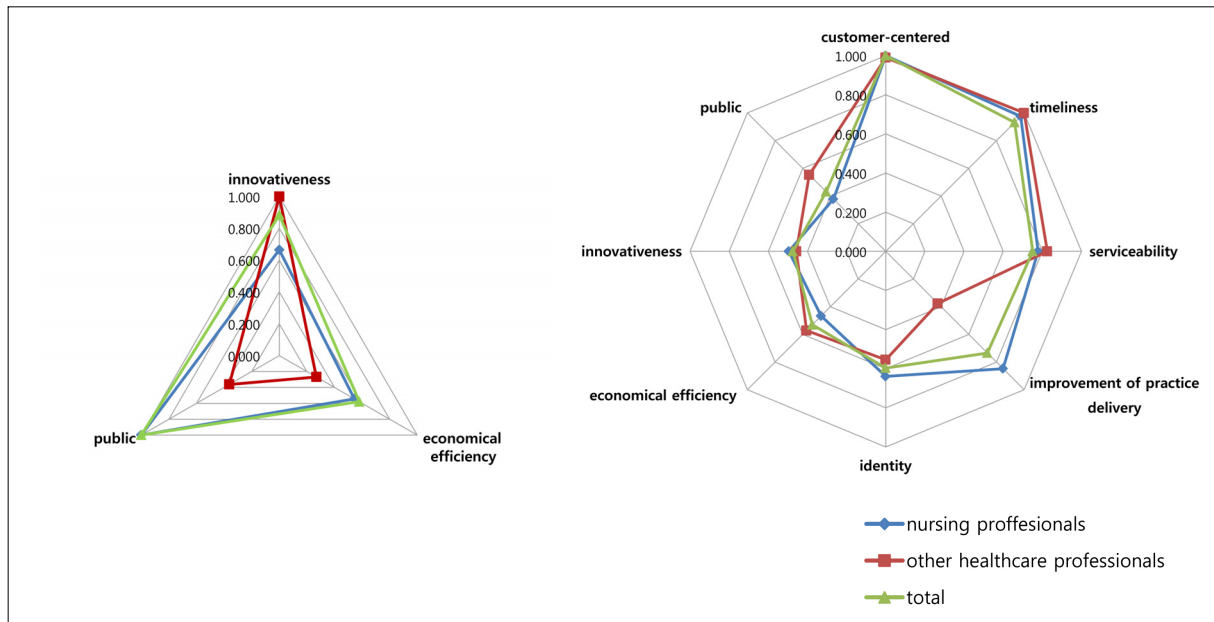 innovativeness
1.000
0.800
0.600
0.400
0.200
0.000
public
economical
efficiency
customer-centered
1.000
0.800
0.600
0.400
0.200
0.000
public
timeliness
innovativeness
serviceability
economical efficiency
improvement of practice
delivery
identity
nursing proffesionals
other healthcare professionals
total